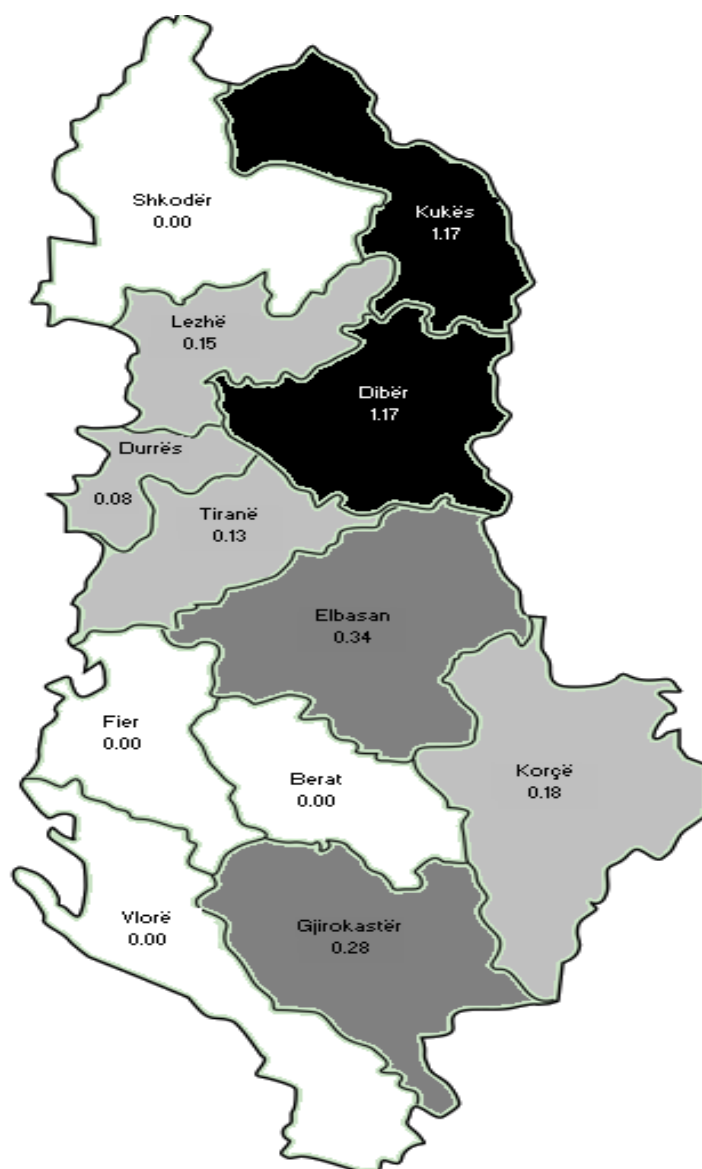 Shkodër
0.00
Kukës
1.17
Lezhë
0.15
Dibër
1.17
Durrës
0.08
Tiranë
0.13
Elbasan
0.34
Fier
0.00
Berat
0.00
Korçë
0.18
Vlorë
0.00
Gjirokastër
0.28